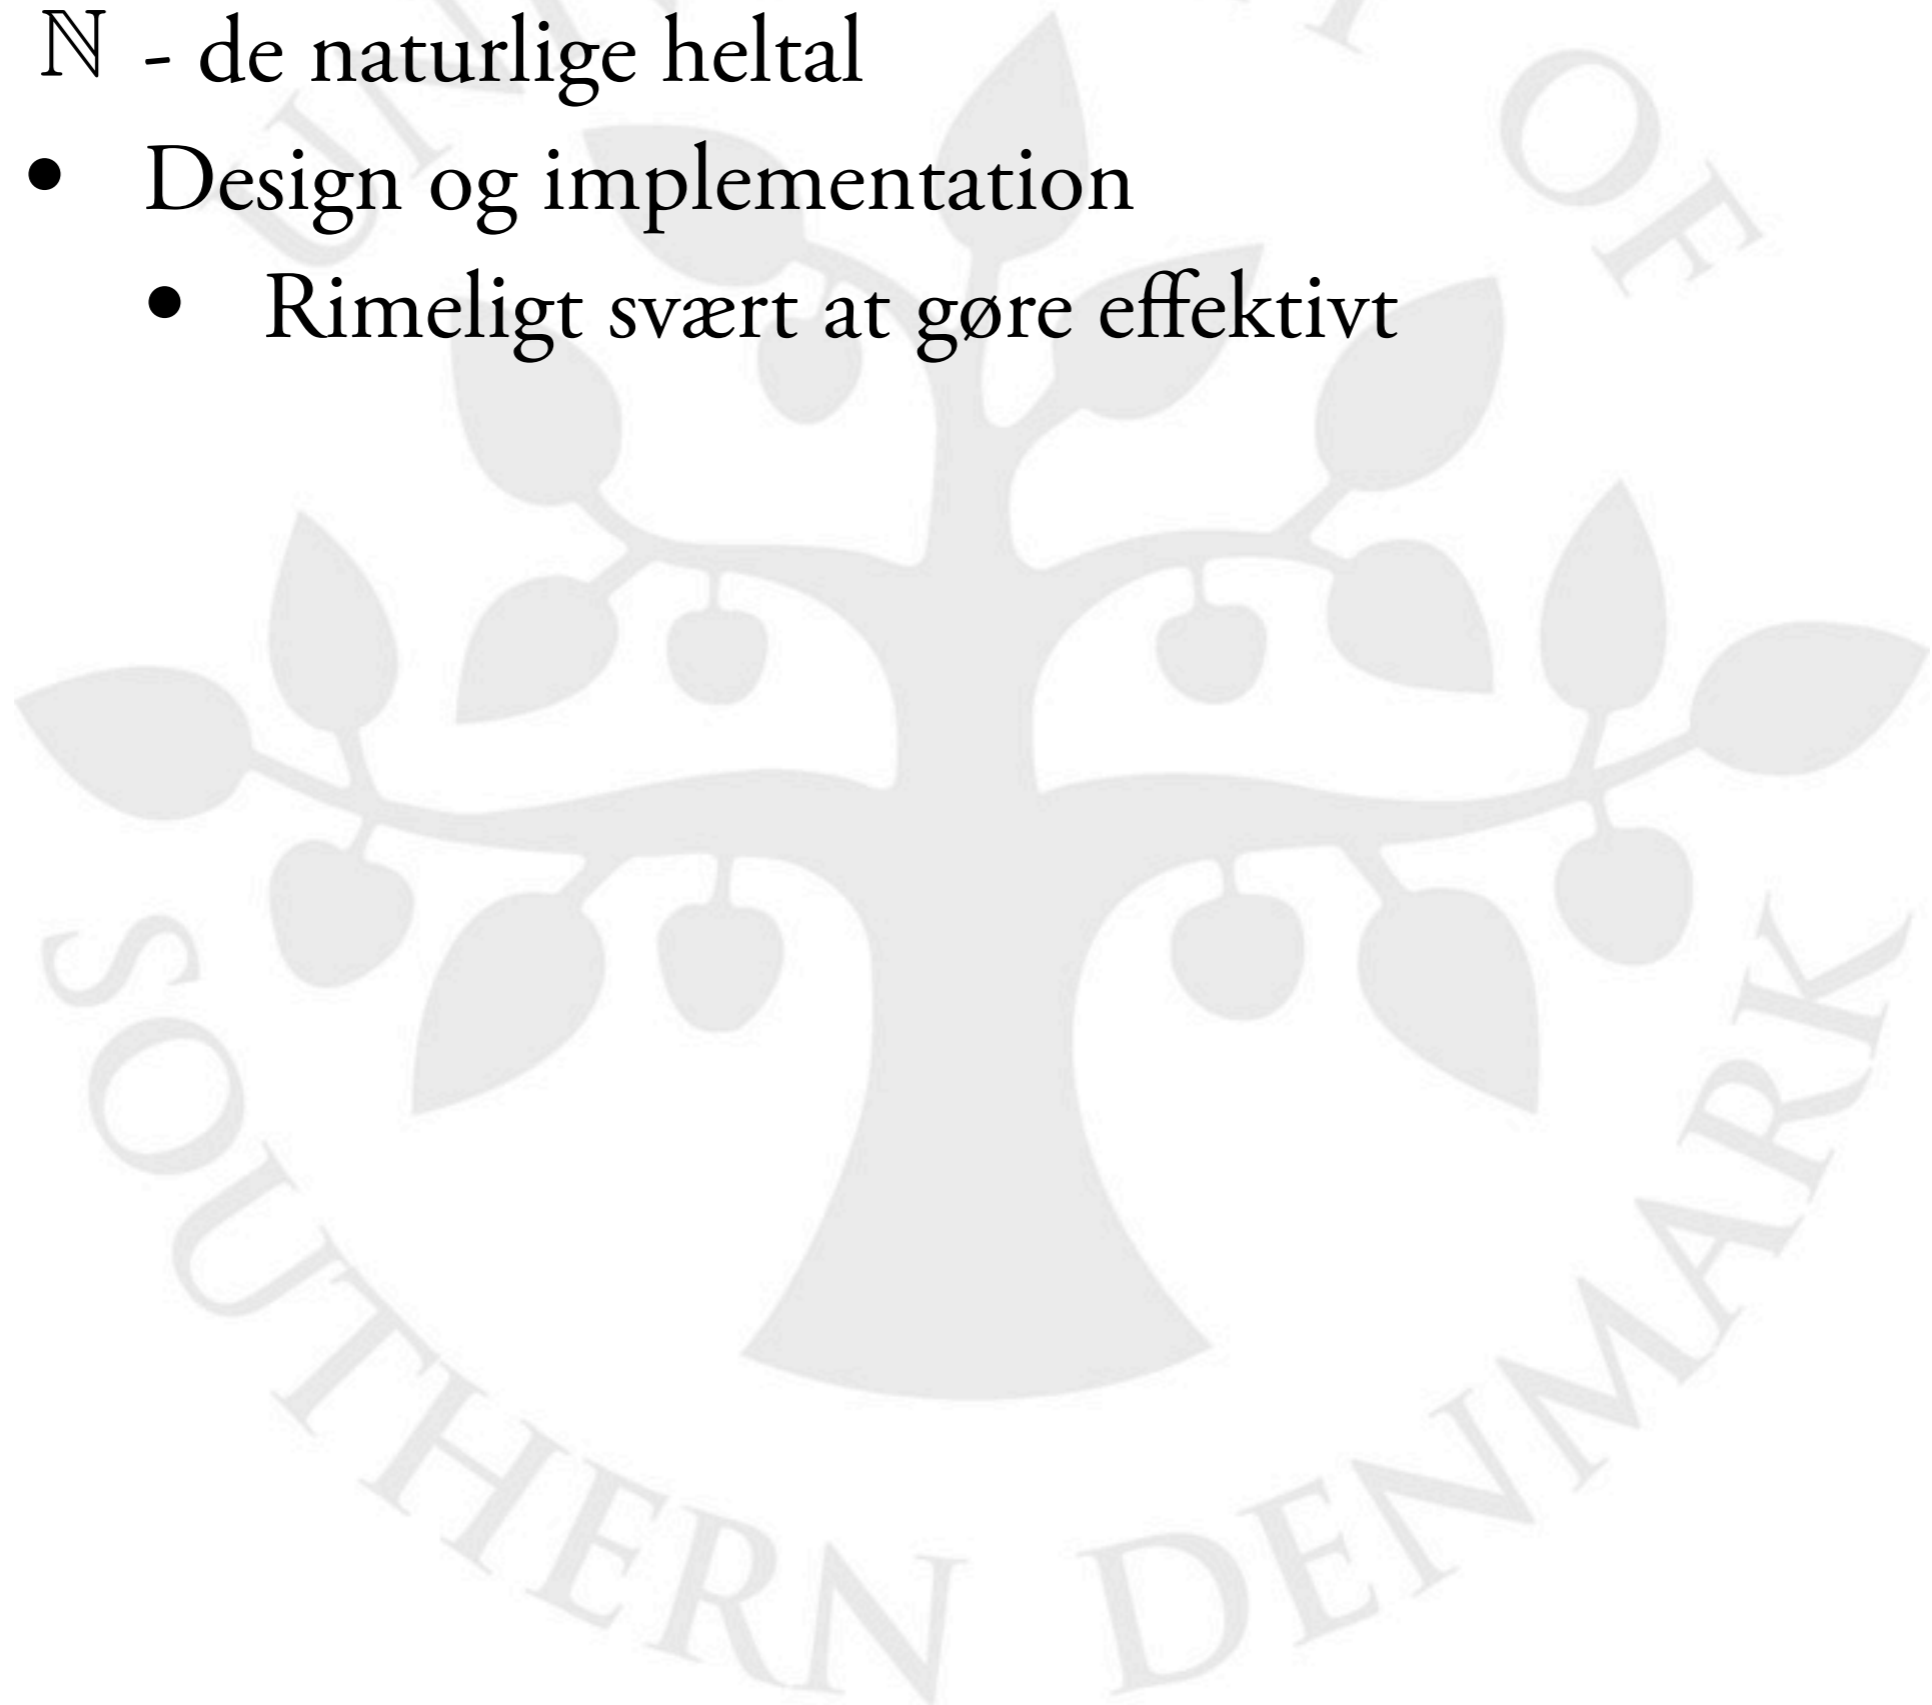 ℕ - de naturlige heltal
• Design og implementation
• Rimeligt svært at gøre effektivt
OF
SOUTHERN DENMARK